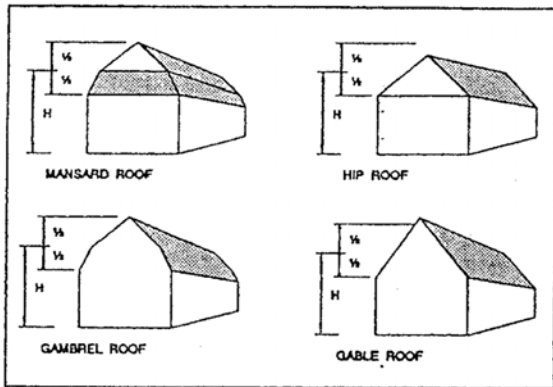 ½
½
H
MANSARD ROOF
½
½
H
HIP ROOF
½
½
H
GAMBREL ROOF
½
½
H
GABLE ROOF